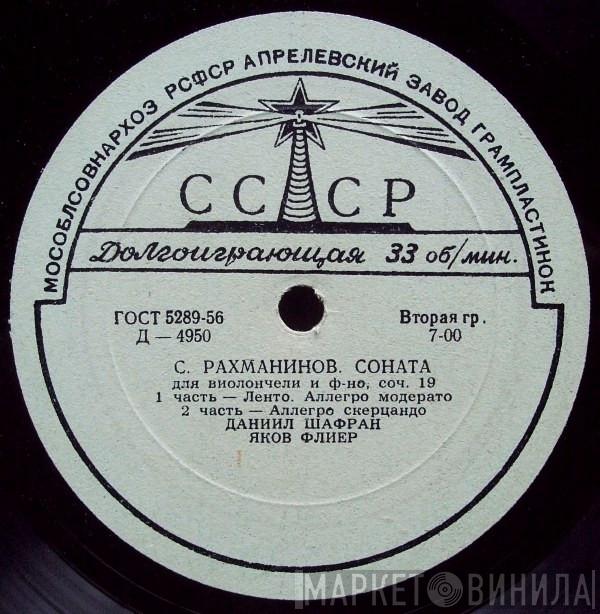 МОСОБЛСОВНАРХОЗ РСФСР АПРЕЛЕВСКИЙ ЗАВОД ГРАМПЛАСТИНОК
СССР
Долгоиграющая 33 об/мин.
ГОСТ 5289-56 Вторая гр.
Д — 4950 7-00
С. РАХМАНИНОВ. СОНАТА
для виолончели и ф-но, соч. 19
1 часть — Ленто. Аллегро модерато
2 часть — Аллегро скерцандо
ДАНИИЛ ШАФРАН
ЯКОВ ФЛИЕР
МАРКЕТ ВИНИЛА